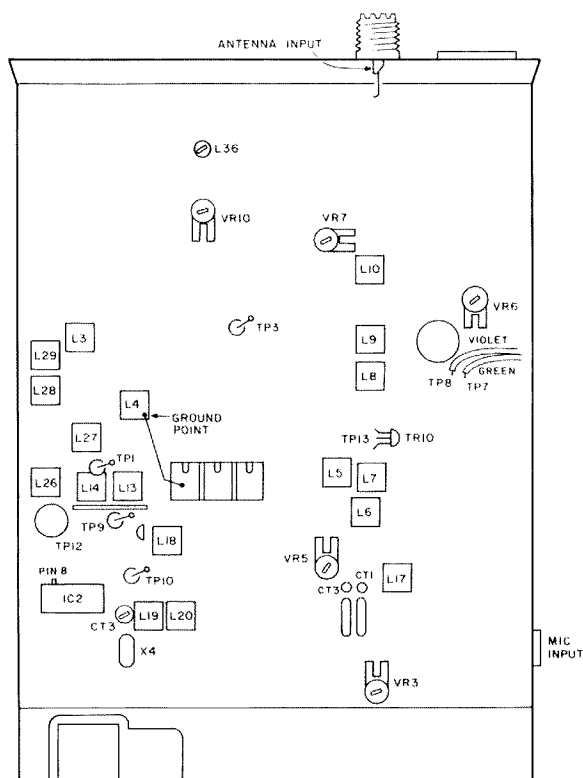 ANTENNA INPUT
L36
VR10
VR7
L10
VR6
TP3
L3
L9
VIOLET
L29
L8
GREEN
L28
TP8
TP7
L4
GROUND
POINT
L27
TP13
TR10
TP1
L5
L7
L26
L14
L13
L6
TP9
TP12
L18
VR5
PIN 8
TP10
CT3
CT1
L17
IC2
CT3
L19
L20
X4
MIC
INPUT
VR3